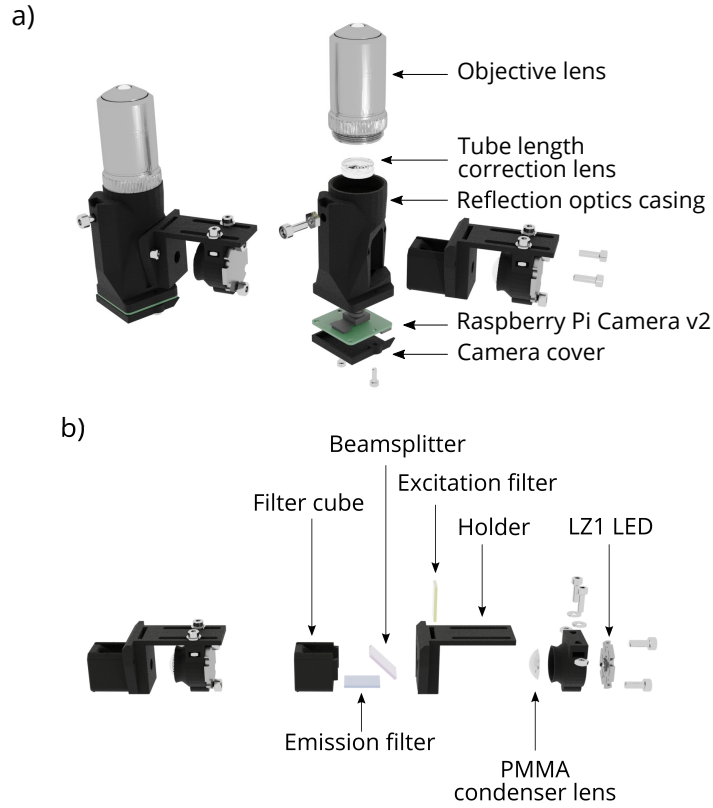 a)
Objective lens
Tube length
correction lens
Reflection optics casing
Raspberry Pi Camera v2
Camera cover
b)
Beamsplitter
Excitation filter
Filter cube
Holder
LZ1 LED
Emission filter
PMMA
condenser lens